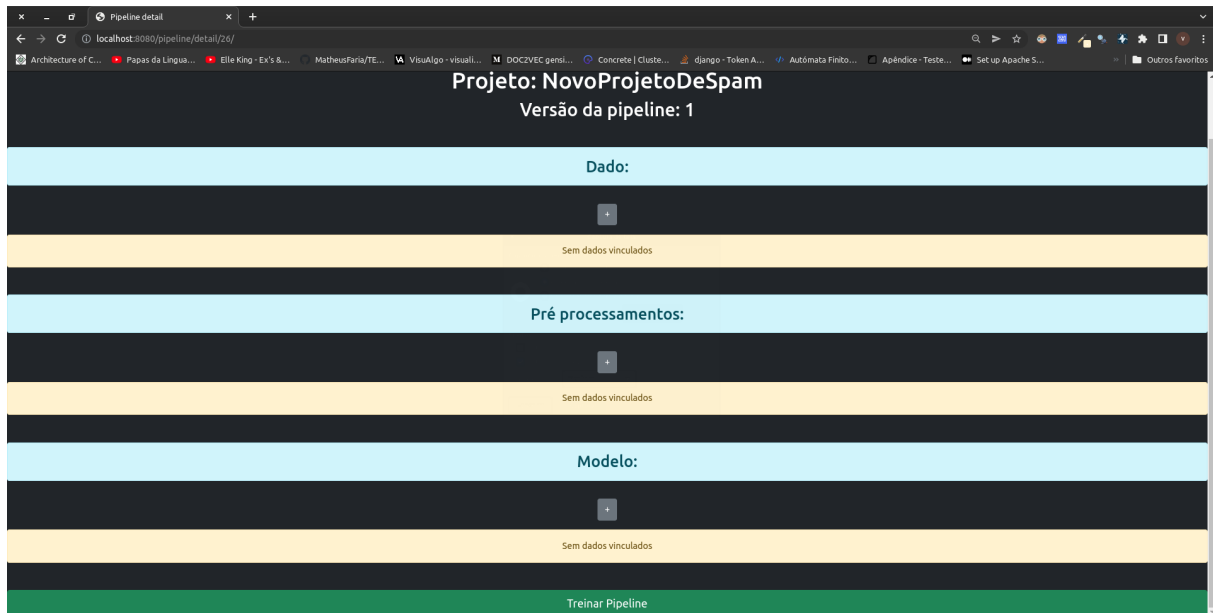 Pipeline detail
localhost:8080/pipeline/detail/26/
Architecture of C... Papas da Lingua... Elle King - Ex's &... MatheusFaria/TE... VisuAlgo - visuali... DOC2VEC gensi... Concrete | Cluste... django - Token A... Autómata Finito... Apêndice - Teste... Set up Apache S... Outros favoritos
Projeto: NovoProjetoDeSpam
Versão da pipeline: 1
Dado:
+
Sem dados vinculados
Pré processamentos:
+
Sem dados vinculados
Modelo:
+
Sem dados vinculados
Treinar Pipeline